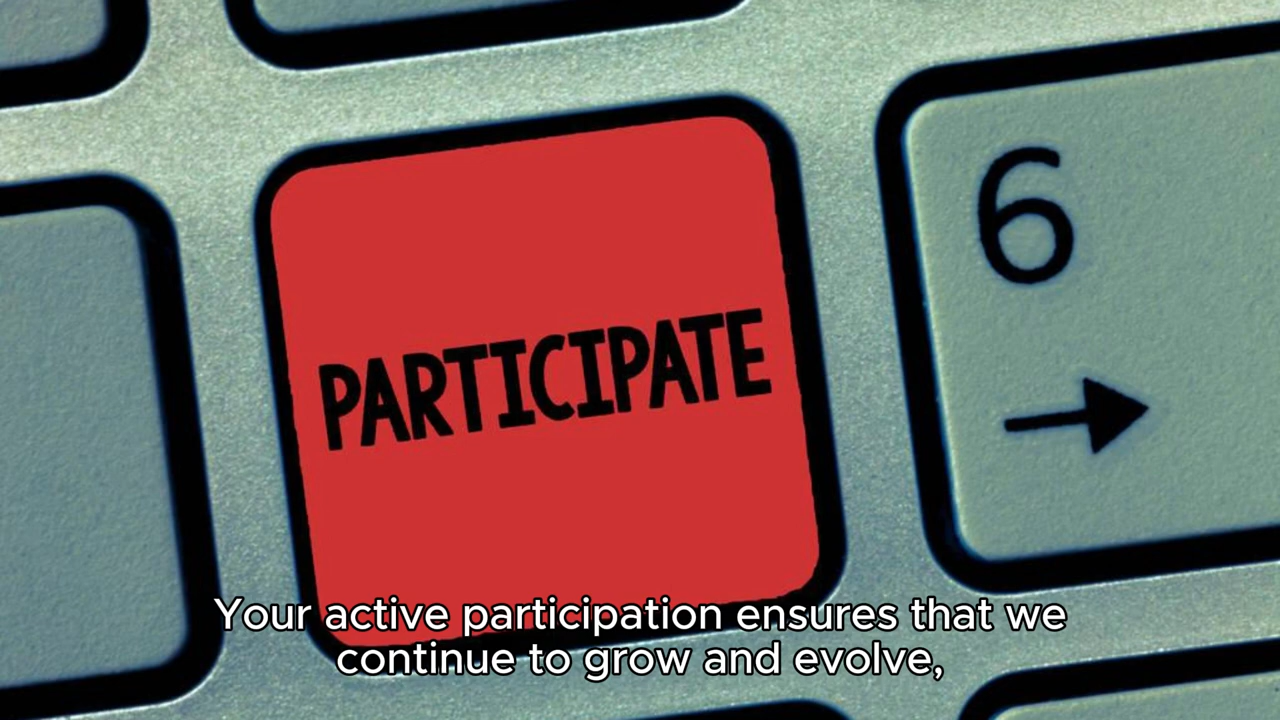 PARTICIPATE
6
→
Your active participation ensures that we
continue to grow and evolve,